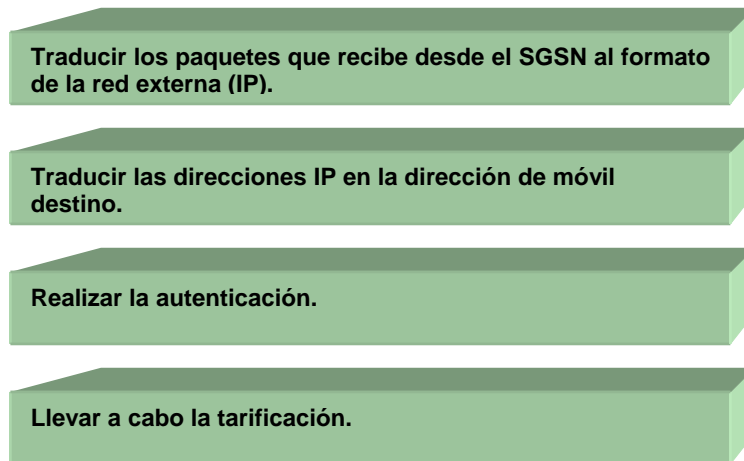 Traducir los paquetes que recibe desde el SGSN al formato
de la red externa (IP).
Traducir las direcciones IP en la dirección de móvil
destino.
Realizar la autenticación.
Llevar a cabo la tarificación.